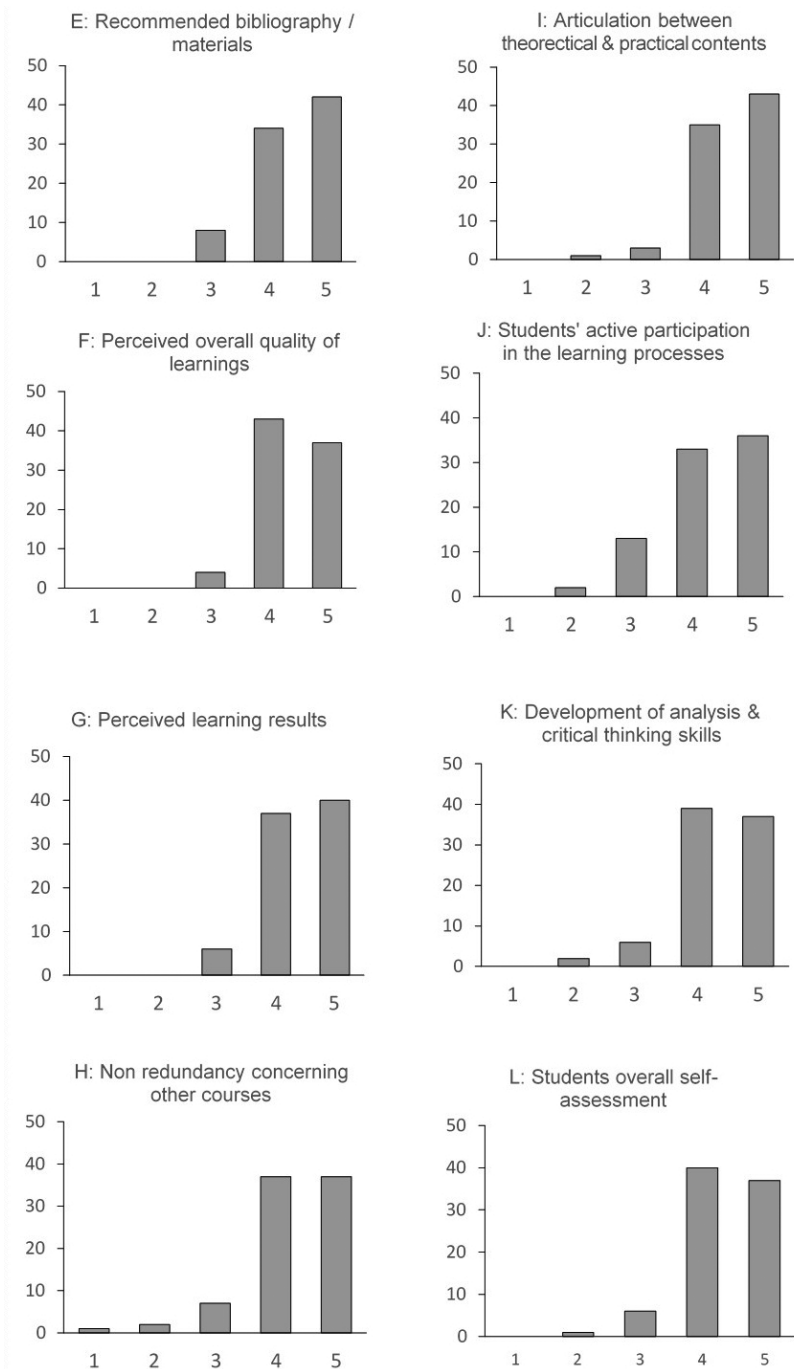 E: Recommended bibliography /
materials
50
40
30
20
10
0
1 2 3 4 5
I: Articulation between
theorectical & practical contents
50
40
30
20
10
0
1 2 3 4 5
F: Perceived overall quality of
learnings
50
40
30
20
10
0
1 2 3 4 5
J: Students' active participation
in the learning processes
50
40
30
20
10
0
1 2 3 4 5
G: Perceived learning results
50
40
30
20
10
0
1 2 3 4 5
K: Development of analysis &
critical thinking skills
50
40
30
20
10
0
1 2 3 4 5
H: Non redundancy concerning
other courses
50
40
30
20
10
0
1 2 3 4 5
L: Students overall self-
assessment
50
40
30
20
10
0
1 2 3 4 5